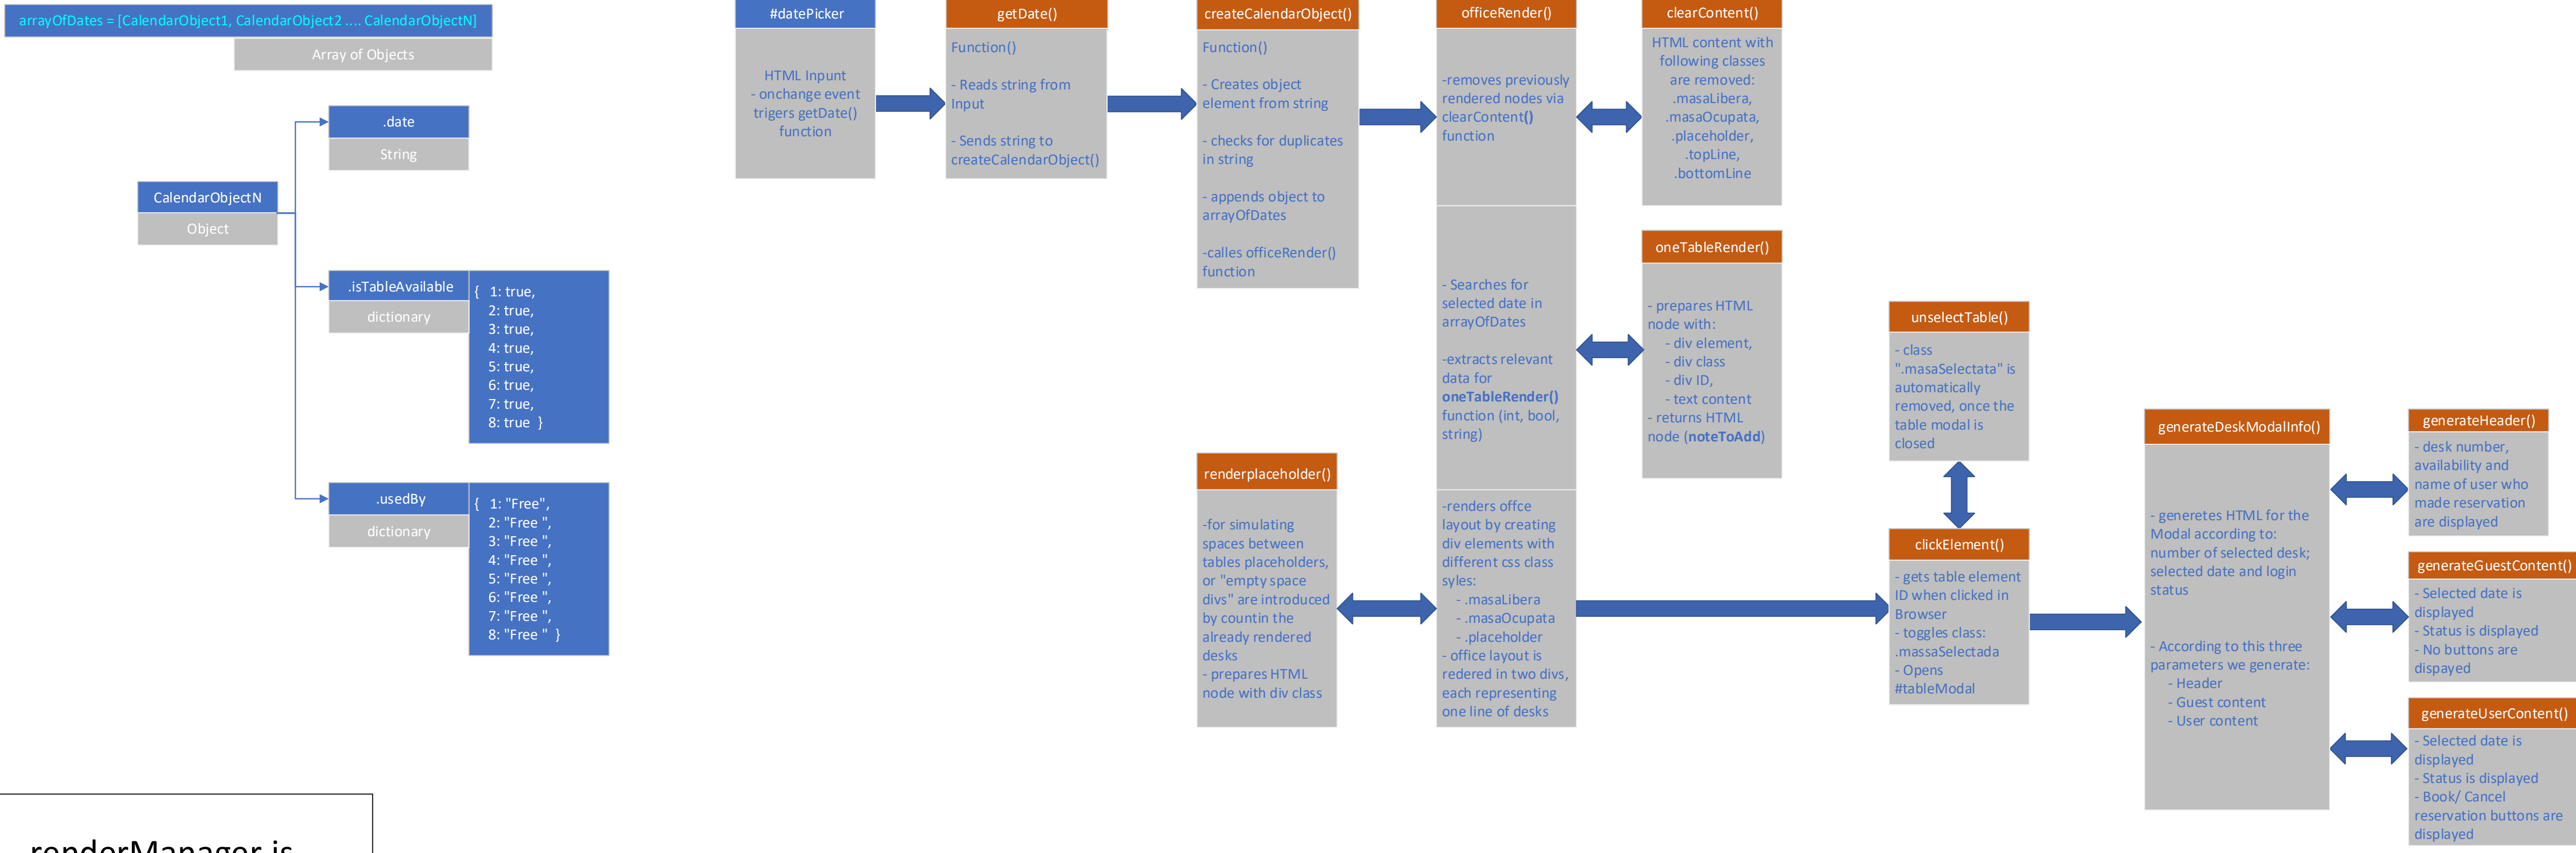 arrayOfDates = [CalendarObject1, CalendarObject2 .... CalendarObjectN]
Array of Objects
.date
String
CalendarObjectN
Object
.isTableAvailable
dictionary
{ 1: true,
2: true,
3: true,
4: true,
5: true,
6: true,
7: true,
8: true }
.usedBy
dictionary
{ 1: "Free",
2: "Free ",
3: "Free ",
4: "Free ",
5: "Free ",
6: "Free ",
7: "Free ",
8: "Free " }
renderManager.js
#datePicker
HTML Inpunt
- onchange event
trigers getDate()
function
getDate()
Function()
- Reads string from
Input
- Sends string to
createCalendarObject()
createCalendarObject()
Function()
- Creates object
element from string
- checks for duplicates
in string
- appends object to
arrayOfDates
-calles officeRender()
function
officeRender()
-removes previously
rendered nodes via
clearContent()
function
- Searches for
selected date in
arrayOfDates
-extracts relevant
data for
oneTableRender()
function (int, bool,
string)
-renders offce
layout by creating
div elements with
different css class
syles:
- .masaLibera
- .masaOcupata
- .placeholder
- office layout is
redered in two divs,
each representing
one line of desks
clearContent()
HTML content with
following classes
are removed:
.masaLibera,
.masaOcupata,
.placeholder,
.topLine,
.bottomLine
oneTableRender()
- prepares HTML
node with:
- div element,
- div class
- div ID,
- text content
- returns HTML
node (noteToAdd)
renderplaceholder()
-for simulating
spaces between
tables placeholders,
or "empty space
divs" are introduced
by countin the
already rendered
desks
- prepares HTML
node with div class
unselectTable()
- class
".masaSelectata" is
automatically
removed, once the
table modal is
closed
clickElement()
- gets table element
ID when clicked in
Browser
- toggles class:
.massaSelectada
- Opens
#tableModal
generateDeskModalInfo()
- generetes HTML for the
Modal according to:
number of selected desk;
selected date and login
status
- According to this three
parameters we generate:
- Header
- Guest content
- User content
generateHeader()
- desk number,
availability and
name of user who
made reservation
are displayed
generateGuestContent()
- Selected date is
displayed
- Status is displayed
- No buttons are
dispayed
generateUserContent()
- Selected date is
displayed
- Status is displayed
- Book/ Cancel
reservation buttons are
displayed